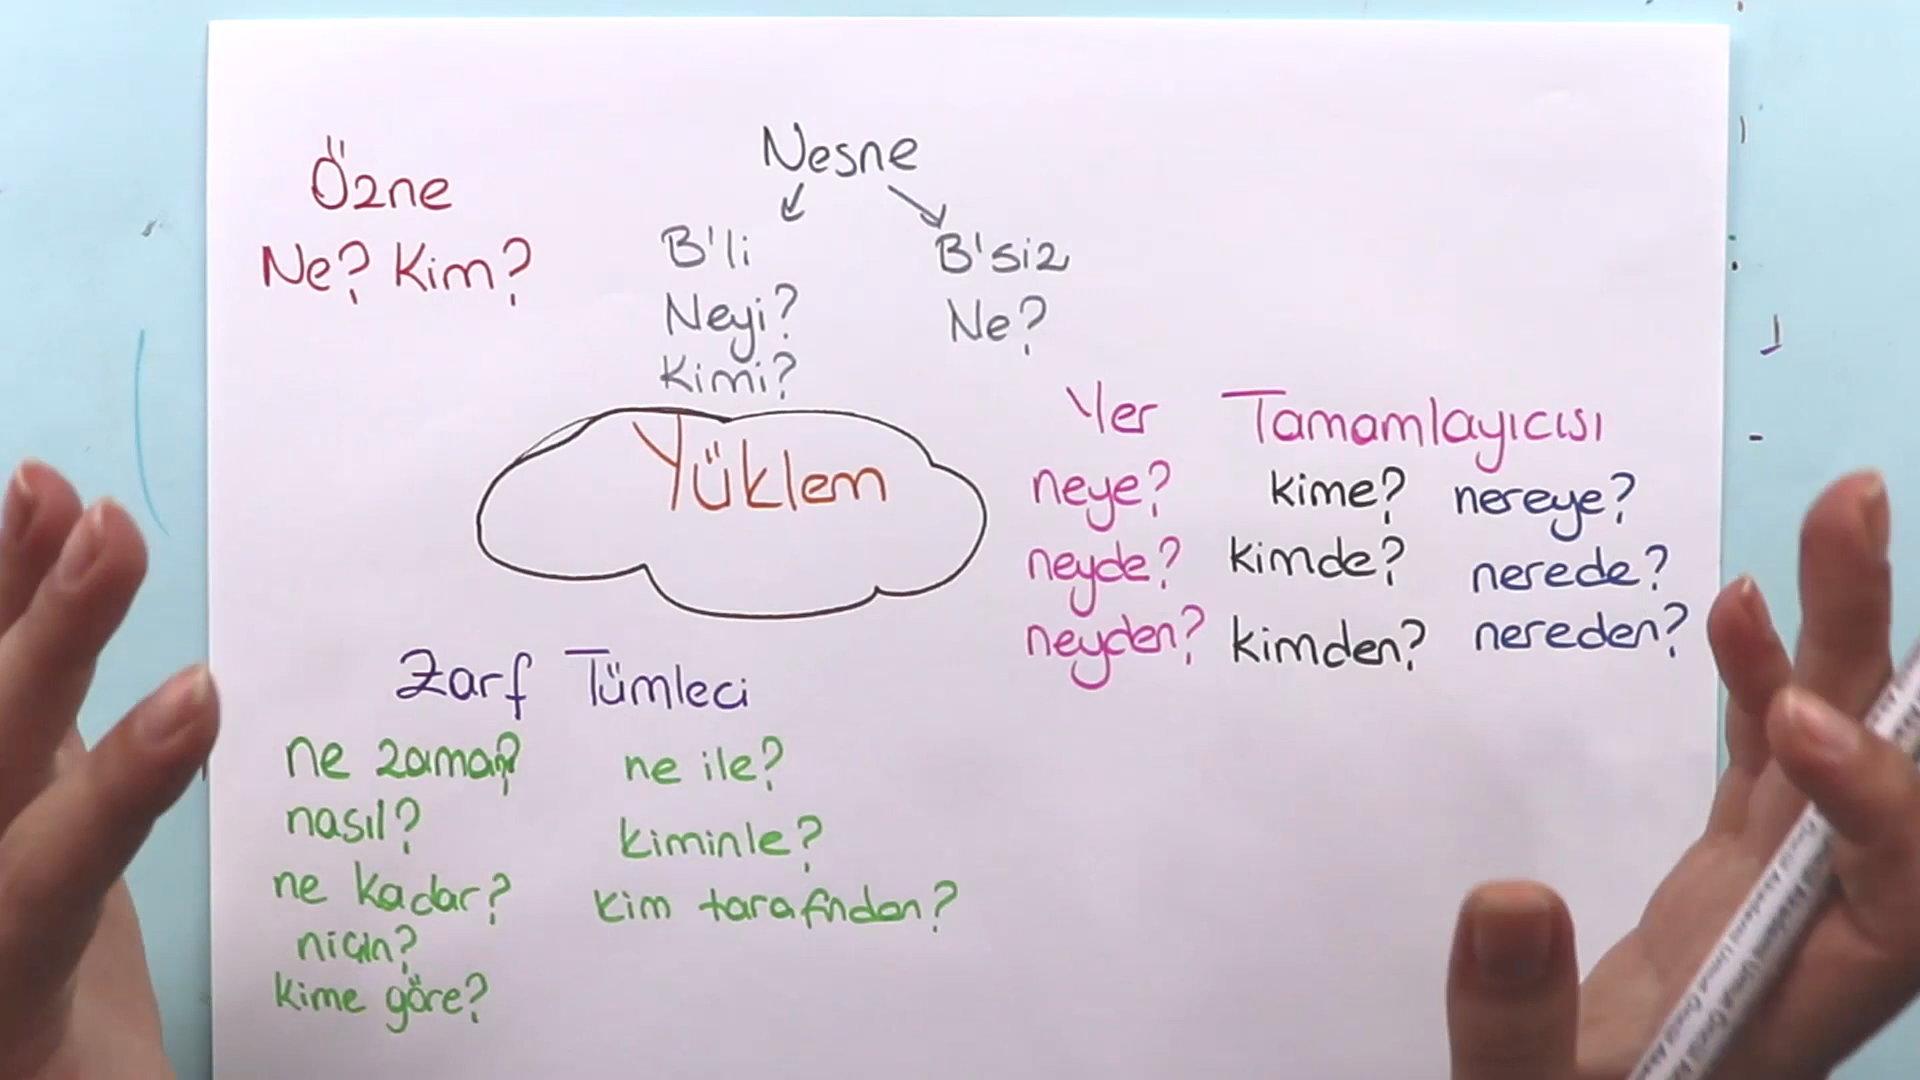 Özne
Ne? Kim?
Nesne
B'li
Neyi?
Kimi?
B'siz
Ne?
Yüklem
Yer Tamamlayıcısı
neye? kime? nereye?
neyde? kimde? nerede?
neyden? kimden? nereden?
Zarf Tümleci
ne zaman?
nasıl?
ne kadar?
niçin?
kime göre?
ne ile?
kiminle?
kim tarafından?